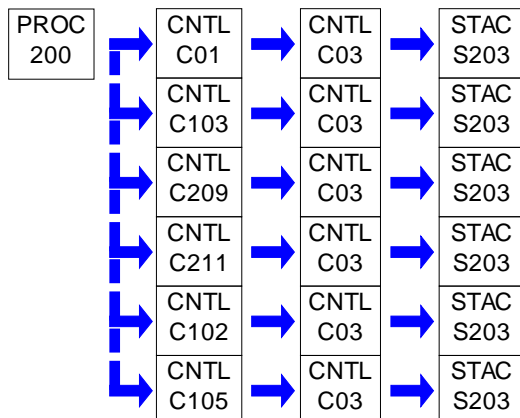 PROC
200
CNTL
C01
CNTL
C03
STAC
S203
CNTL
C103
CNTL
C03
STAC
S203
CNTL
C209
CNTL
C03
STAC
S203
CNTL
C211
CNTL
C03
STAC
S203
CNTL
C102
CNTL
C03
STAC
S203
CNTL
C105
CNTL
C03
STAC
S203